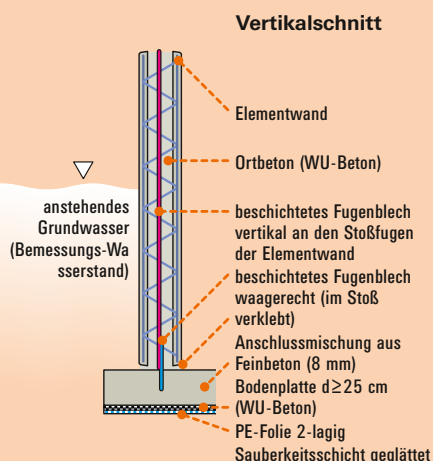 Vertikalschnitt
Elementwand
Ortbeton (WU-Beton)
anstehendes
Grundwasser
(Bemessungs-Wa
sserstand)
beschichtetes Fugenblech
vertikal an den Stoßfugen
der Elementwand
beschichtetes Fugenblech
waagerecht (im Stoß
verklebt)
Anschlussmischung aus
Feinbeton (8 mm)
Bodenplatte d≥25 cm
(WU-Beton)
PE-Folie 2-lagig
Sauberkeitsschicht geglättet